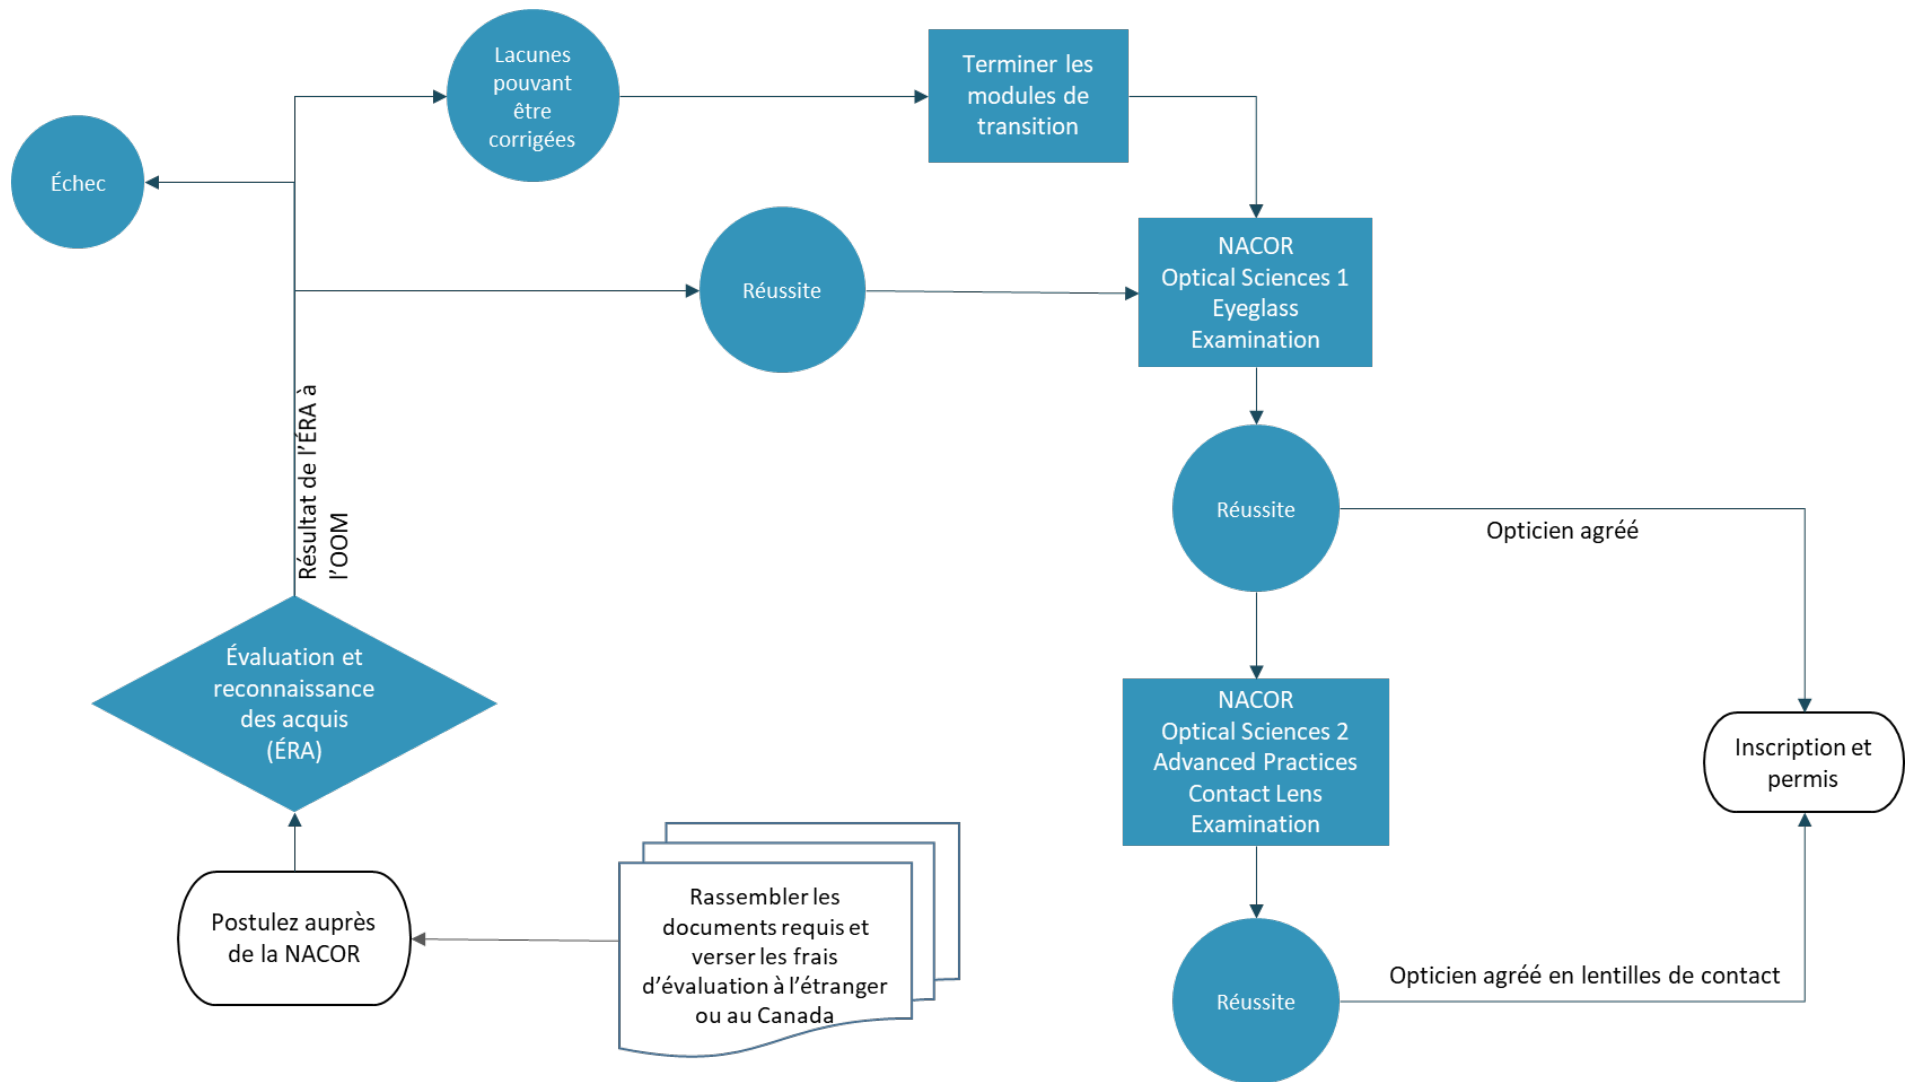 Lacunes
pouvant
être
corrigées
Terminer les
modules de
transition
Échec
NACOR
Optical Sciences 1
Eyeglass
Examination
Réussite
Résultat de l'ÉRA à
l'OOM
Réussite
Opticien agréé
Évaluation et
reconnaissance
des acquis
(ÉRA)
NACOR
Optical Sciences 2
Advanced Practices
Contact Lens
Examination
Inscription et
permis
Postulez auprès
de la NACOR
Rassembler les
documents requis et
verser les frais
d'évaluation à l'étranger
ou au Canada
Réussite
Opticien agréé en lentilles de contact